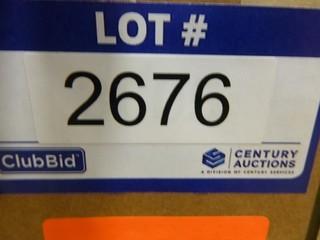 LOT #
2676
ClubBid
CENTURY
AUCTIONS
A DIVISION OF CENTURY SERVICES